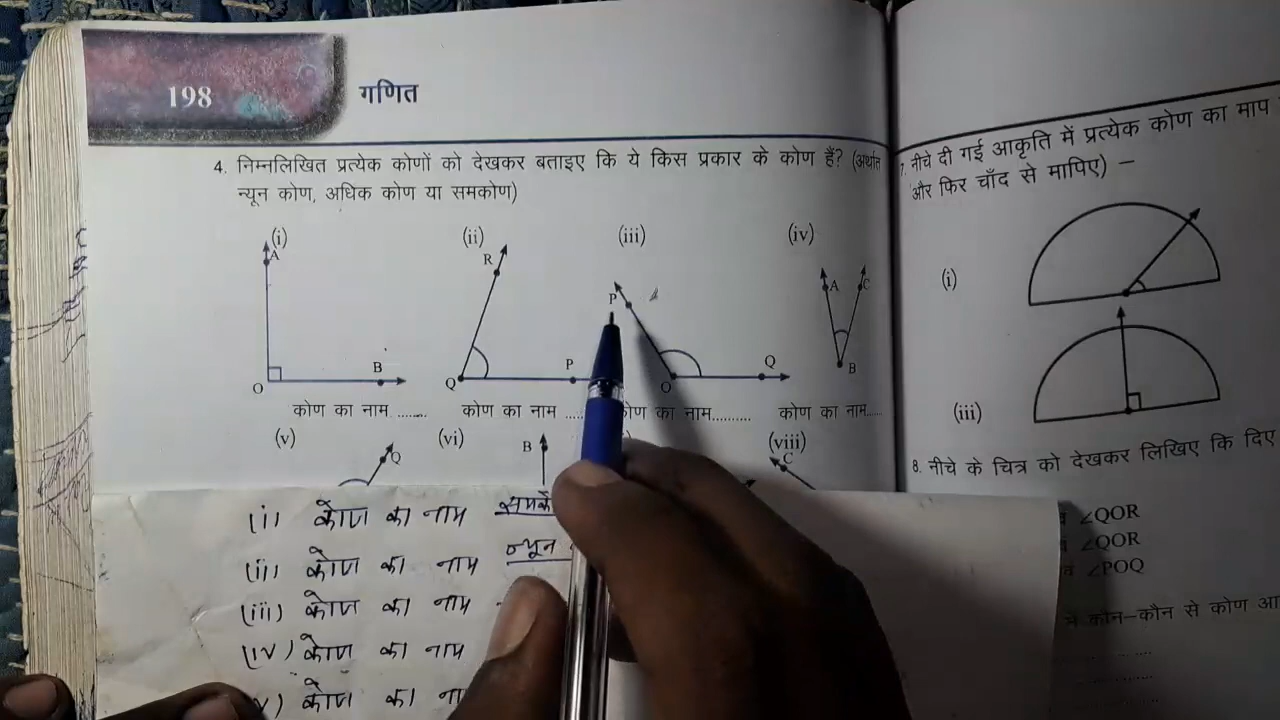 198 गणित
4. निम्नलिखित प्रत्येक कोणों को देखकर बताइए कि ये किस प्रकार के कोण हैं? (अर्थात
न्यून कोण, अधिक कोण या समकोण)
(i) (ii) (iii) (iv)
A R P A C
O B Q P O Q B
कोण का नाम ...... कोण का नाम ..... कोण का नाम......... कोण का नाम.....
(v) (vi) (viii)
Q B C
(i) कोण का नाम
(ii) कोण का नाम न्यून
(iii) कोण का नाम
(iv) कोण का नाम
कोण का
7. नीचे दी गई आकृति में प्रत्येक कोण का माप
और फिर चाँद से मापिए) –
(i)
(iii)
8. नीचे के चित्र को देखकर लिखिए कि दिए
∠QOR
∠QOR
∠POQ
कौन–कौन से कोण